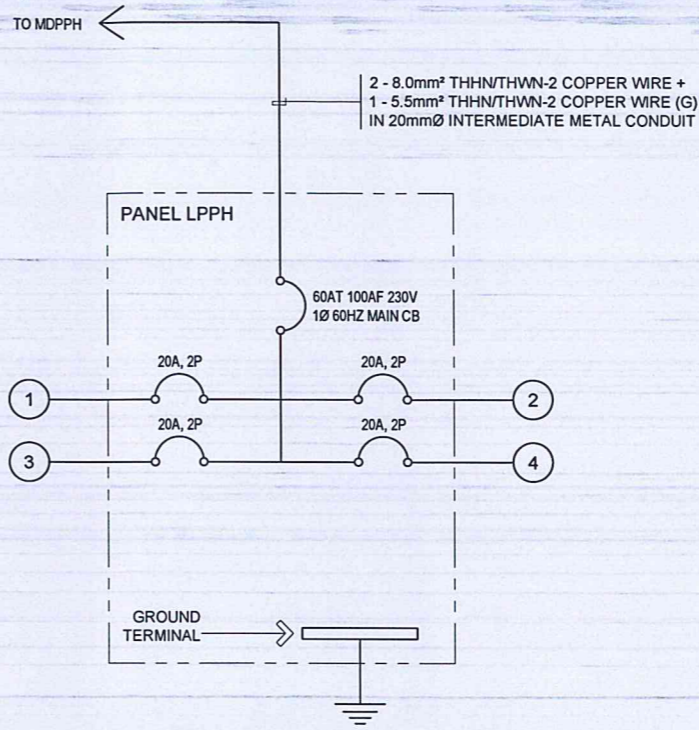 TO MDPPH
2 - 8.0mm² THHN/THWN-2 COPPER WIRE +
1 - 5.5mm² THHN/THWN-2 COPPER WIRE (G)
IN 20mmØ INTERMEDIATE METAL CONDUIT
PANEL LPPH
60AT 100AF 230V
1Ø 60HZ MAIN CB
20A, 2P
20A, 2P
1
2
20A, 2P
20A, 2P
3
4
GROUND
TERMINAL